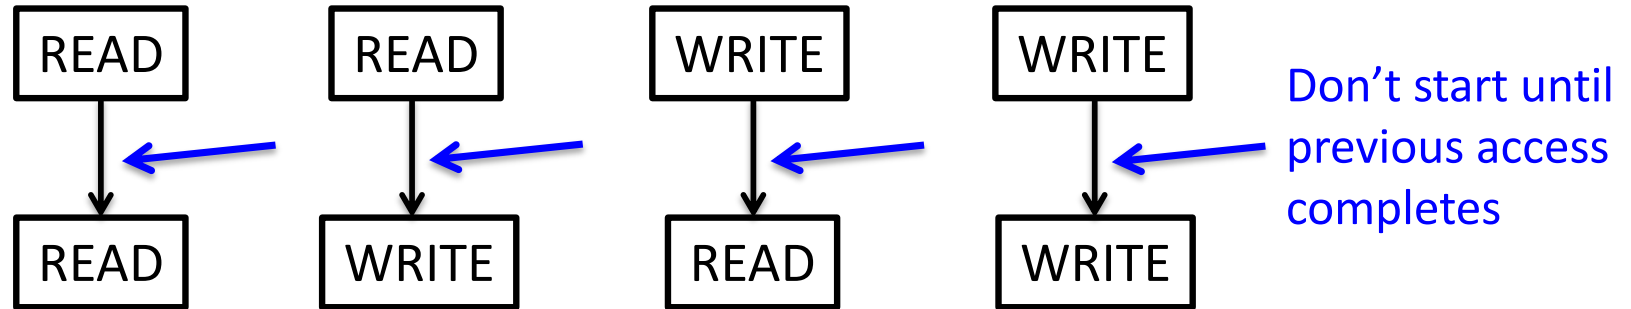 READ
READ
WRITE
WRITE
Don’t start until
previous access
completes
READ
WRITE
READ
WRITE